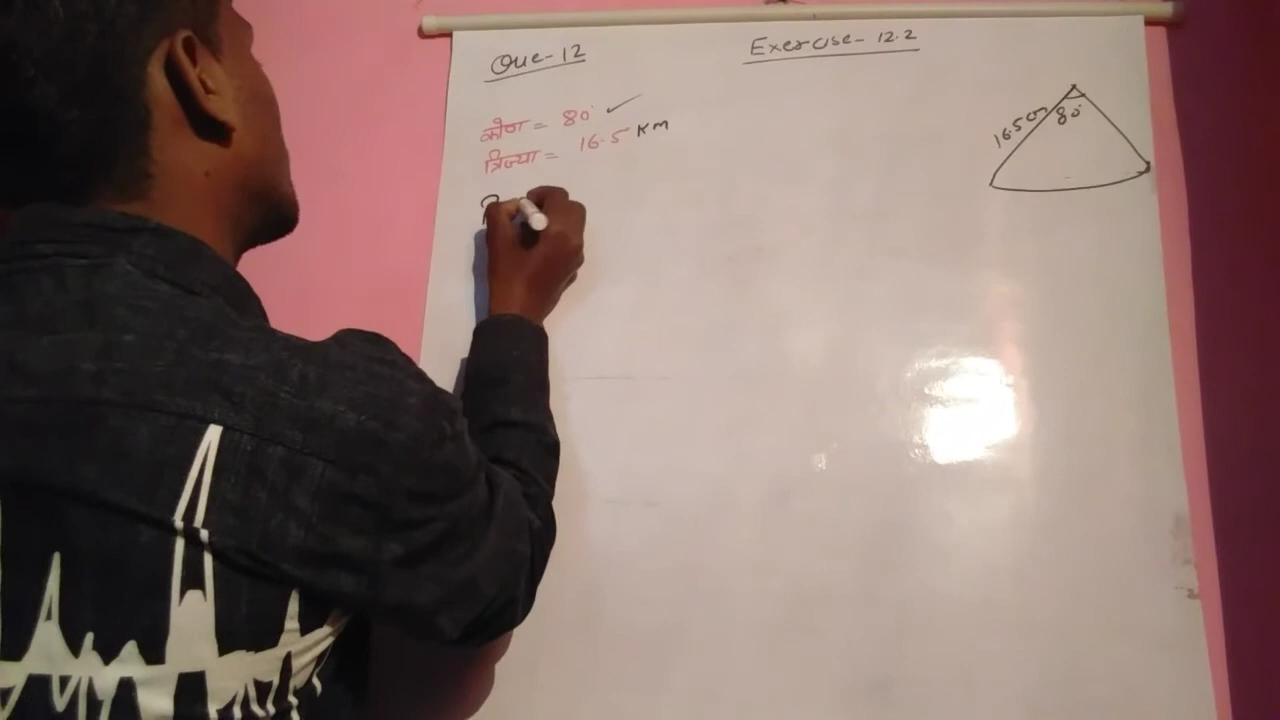 Que-12
Exercise- 12.2
कोण = 80° ✓
त्रिज्या = 16.5 KM
16.5cm
80°